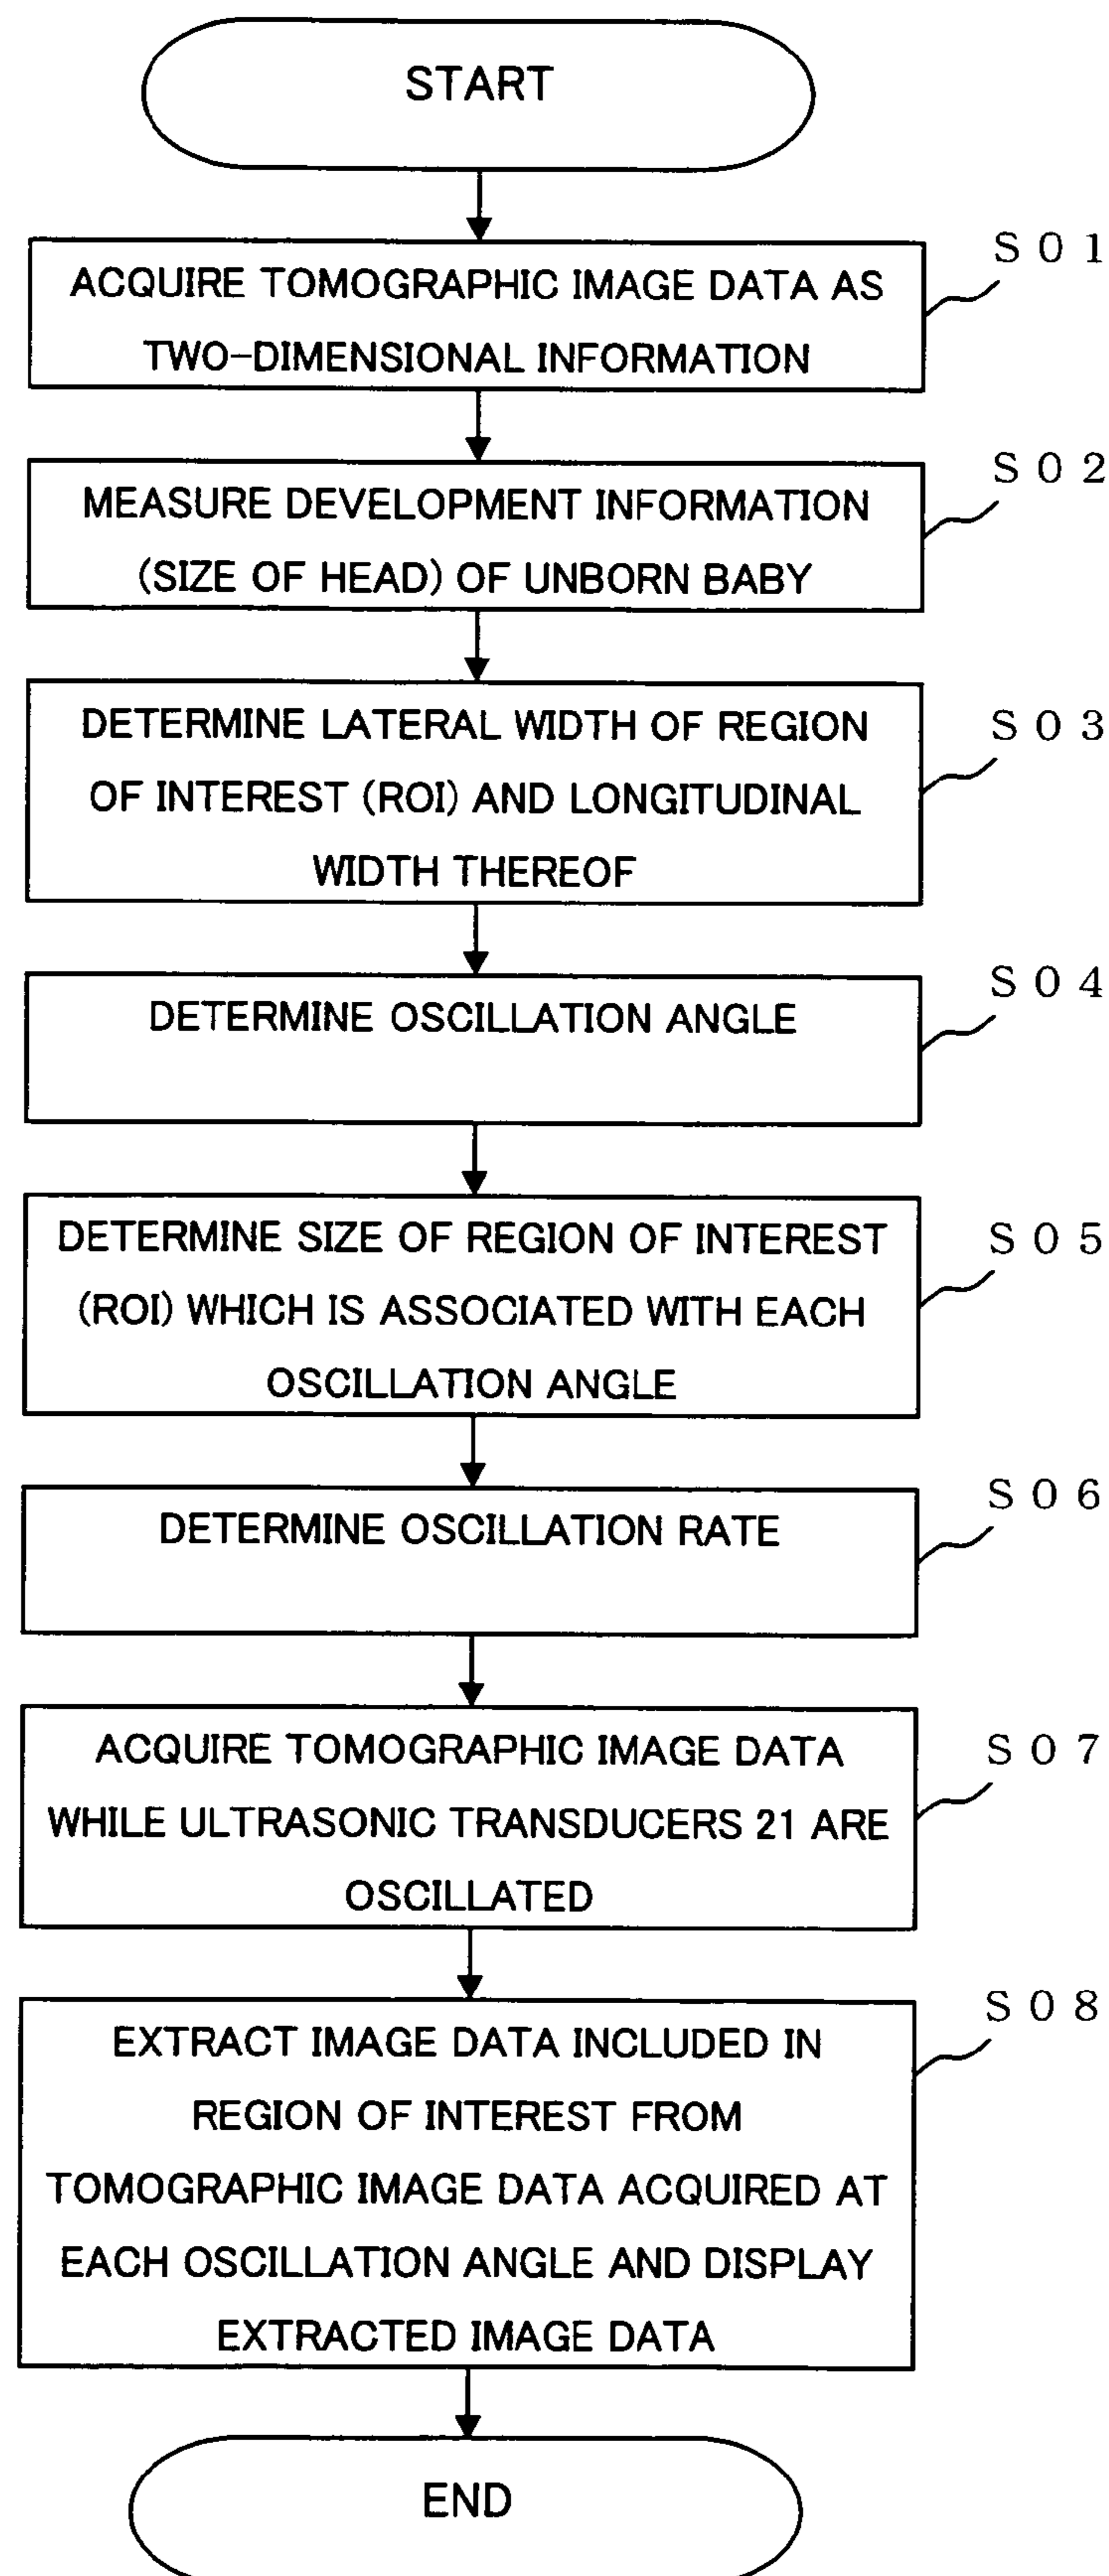 START
S01
ACQUIRE TOMOGRAPHIC IMAGE DATA AS
TWO-DIMENSIONAL INFORMATION
S02
MEASURE DEVELOPMENT INFORMATION
(SIZE OF HEAD) OF UNBORN BABY
S03
DETERMINE LATERAL WIDTH OF REGION
OF INTEREST (ROI) AND LONGITUDINAL
WIDTH THEREOF
S04
DETERMINE OSCILLATION ANGLE
S05
DETERMINE SIZE OF REGION OF INTEREST
(ROI) WHICH IS ASSOCIATED WITH EACH
OSCILLATION ANGLE
S06
DETERMINE OSCILLATION RATE
S07
ACQUIRE TOMOGRAPHIC IMAGE DATA
WHILE ULTRASONIC TRANSDUCERS 21 ARE
OSCILLATED
S08
EXTRACT IMAGE DATA INCLUDED IN
REGION OF INTEREST FROM
TOMOGRAPHIC IMAGE DATA ACQUIRED AT
EACH OSCILLATION ANGLE AND DISPLAY
EXTRACTED IMAGE DATA
END